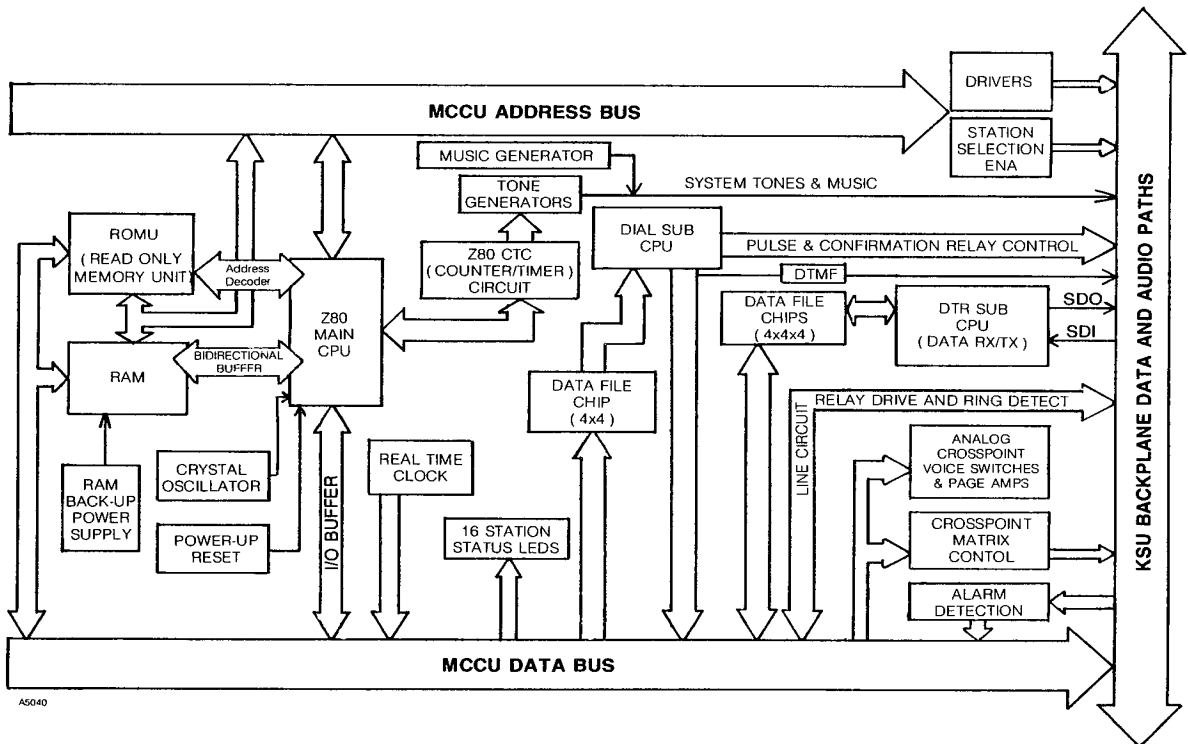 MCCU ADDRESS BUS
DRIVERS
STATION
SELECTION
ENA
MUSIC GENERATOR
TONE
GENERATORS
SYSTEM TONES & MUSIC
ROMU
( READ ONLY
MEMORY UNIT )
Address
Decoder
Z80
MAIN
CPU
Z80 CTC
( COUNTER/TIMER )
CIRCUIT
DIAL SUB
CPU
PULSE & CONFIRMATION RELAY CONTROL
DTMF
DATA FILE
CHIPS
( 4x4x4 )
DTR SUB
CPU
( DATA RX/TX )
SDO
SDI
RAM
BIDIRECTIONAL
BUFFER
DATA FILE
CHIP
( 4x4 )
LINE CIRCUIT
RELAY DRIVE AND RING DETECT
RAM
BACK-UP
POWER
SUPPLY
CRYSTAL
OSCILLATOR
POWER-UP
RESET
I/O BUFFER
REAL TIME
CLOCK
16 STATION
STATUS LEDS
ANALOG
CROSSPOINT
VOICE SWITCHES
& PAGE AMPS
CROSSPOINT
MATRIX
CONTOL
ALARM
DETECTION
MCCU DATA BUS
KSU BACKPLANE DATA AND AUDIO PATHS
A5040